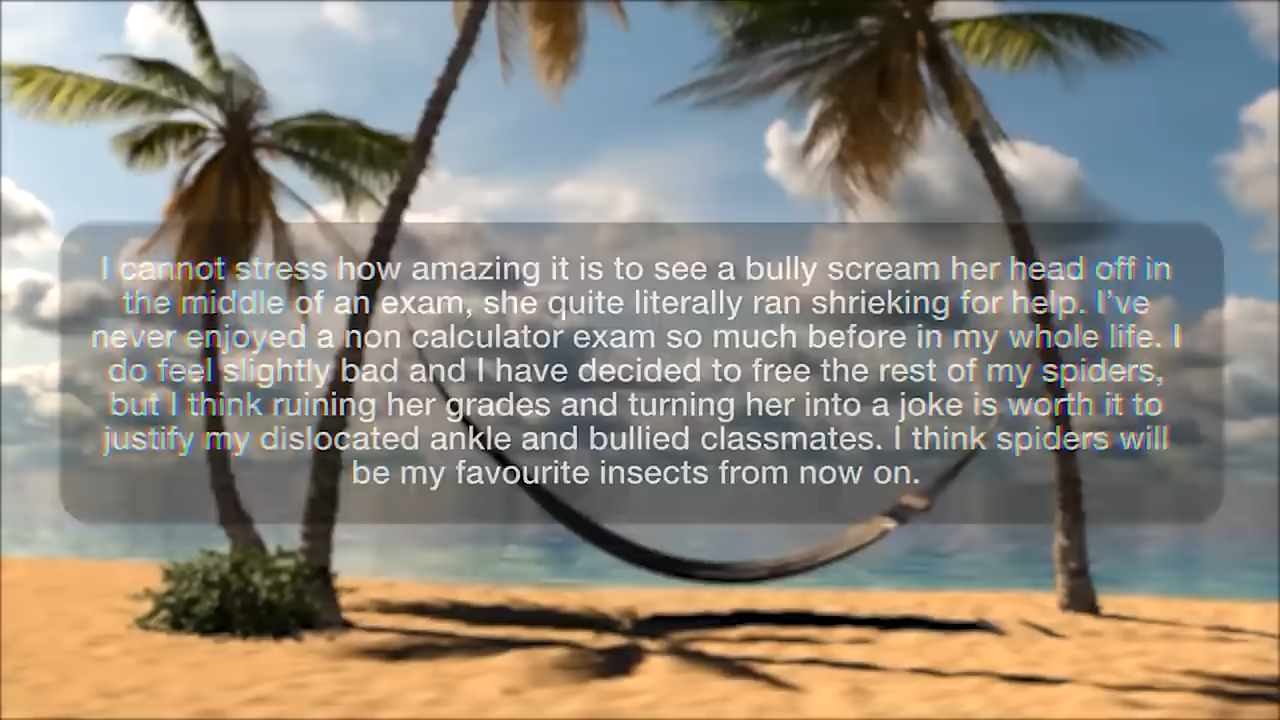 I cannot stress how amazing it is to see a bully scream her head off in
the middle of an exam, she quite literally ran shrieking for help. I’ve
never enjoyed a non calculator exam so much before in my whole life. I
do feel slightly bad and I have decided to free the rest of my spiders,
but I think ruining her grades and turning her into a joke is worth it to
justify my dislocated ankle and bullied classmates. I think spiders will
be my favourite insects from now on.